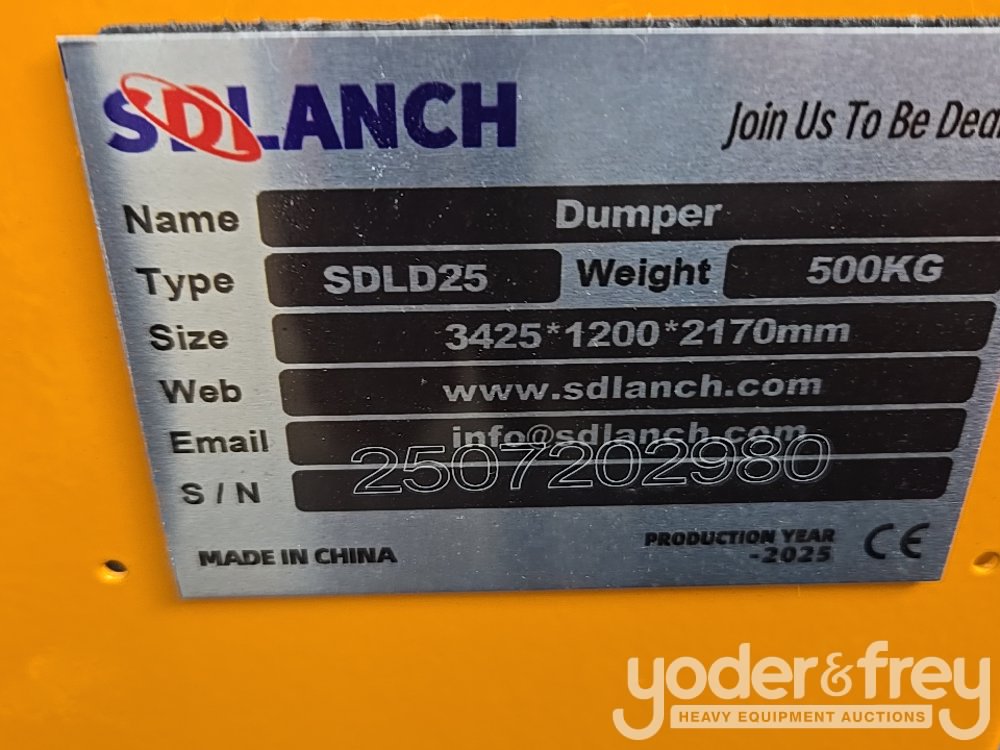 SDLANCH
Join Us To Be
Name Dumper
Type SDLD25 Weight 500KG
Size 3425*1200*2170mm
Web www.sdlanch.com
Email info@sdlanch.com
S / N 2507202980
MADE IN CHINA
PRODUCTION YEAR
-2025
CE
yoder&frey
HEAVY EQUIPMENT AUCTIONS